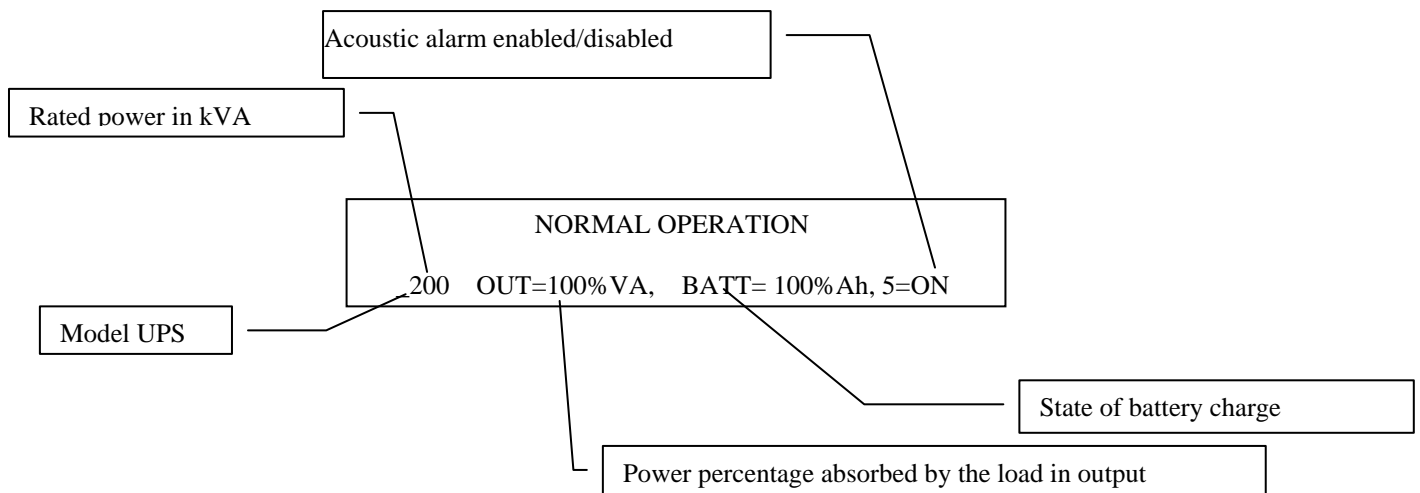 Acoustic alarm enabled/disabled
Rated power in kVA
NORMAL OPERATION
_200 OUT=100%VA, BATT= 100%Ah, 5=ON
Model UPS
State of battery charge
Power percentage absorbed by the load in output